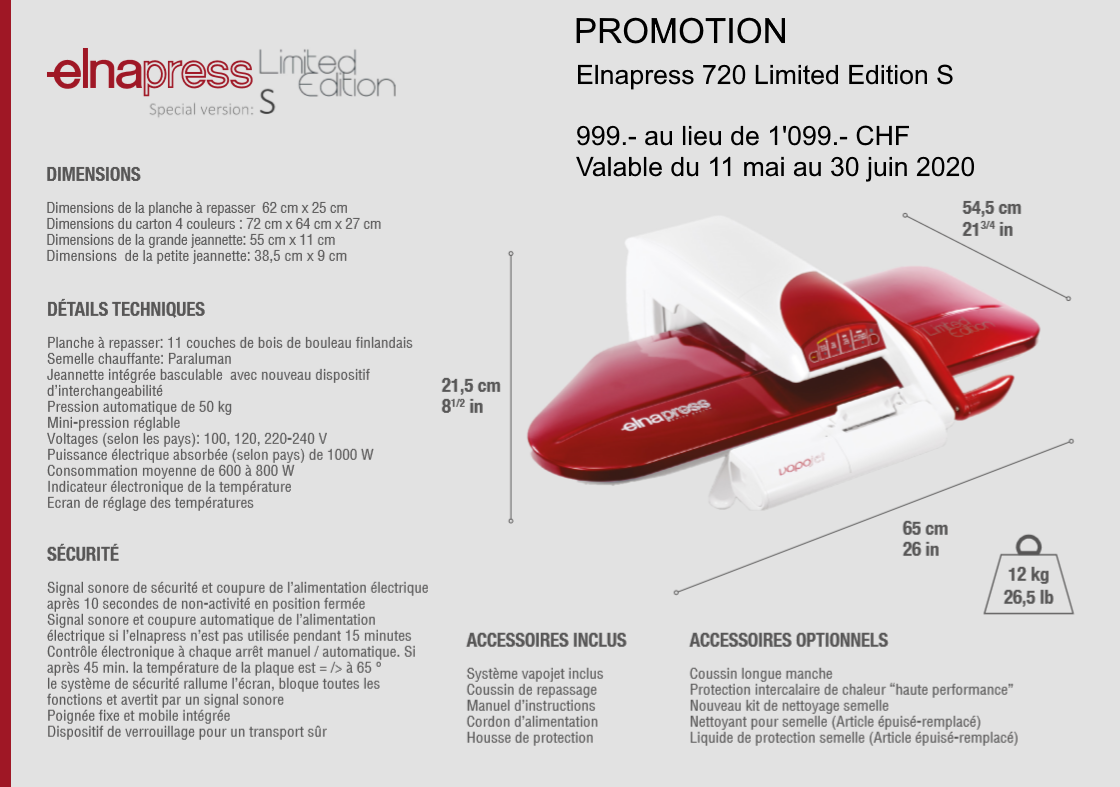 elnapress Limited
Edition
Special version: S
PROMOTION
Elnapress 720 Limited Edition S
999.- au lieu de 1'099.- CHF
Valable du 11 mai au 30 juin 2020
DIMENSIONS
Dimensions de la planche à repasser 62 cm x 25 cm
Dimensions du carton 4 couleurs : 72 cm x 64 cm x 27 cm
Dimensions de la grande jeannette: 55 cm x 11 cm
Dimensions de la petite jeannette: 38,5 cm x 9 cm
DÉTAILS TECHNIQUES
Planche à repasser: 11 couches de bois de bouleau finlandais
Semelle chauffante: Paraluman
Jeannette intégrée basculable avec nouveau dispositif
d'interchangeabilité
Pression automatique de 50 kg
Mini-pression réglable
Voltages (selon les pays): 100, 120, 220-240 V
Puissance électrique absorbée (selon pays) de 1000 W
Consommation moyenne de 600 à 800 W
Indicateur électronique de la température
Ecran de réglage des températures
SÉCURITÉ
Signal sonore de sécurité et coupure de l'alimentation électrique
après 10 secondes de non-activité en position fermée
Signal sonore et coupure automatique de l'alimentation
électrique si l'elnapress n'est pas utilisée pendant 15 minutes
Contrôle électronique à chaque arrêt manuel / automatique. Si
après 45 min. la température de la plaque est = /> à 65 °
le système de sécurité rallume l'écran, bloque toutes les
fonctions et avertit par un signal sonore
Poignée fixe et mobile intégrée
Dispositif de verrouillage pour un transport sûr
54,5 cm
21 3/4 in
21,5 cm
8 1/2 in
Limited
Edition
elnapress
vapojet
65 cm
26 in
12 kg
26,5 lb
ACCESSOIRES INCLUS
Système vapojet inclus
Coussin de repassage
Manuel d'instructions
Cordon d'alimentation
Housse de protection
ACCESSOIRES OPTIONNELS
Coussin longue manche
Protection intercalaire de chaleur “haute performance”
Nouveau kit de nettoyage semelle
Nettoyant pour semelle (Article épuisé-remplacé)
Liquide de protection semelle (Article épuisé-remplacé)